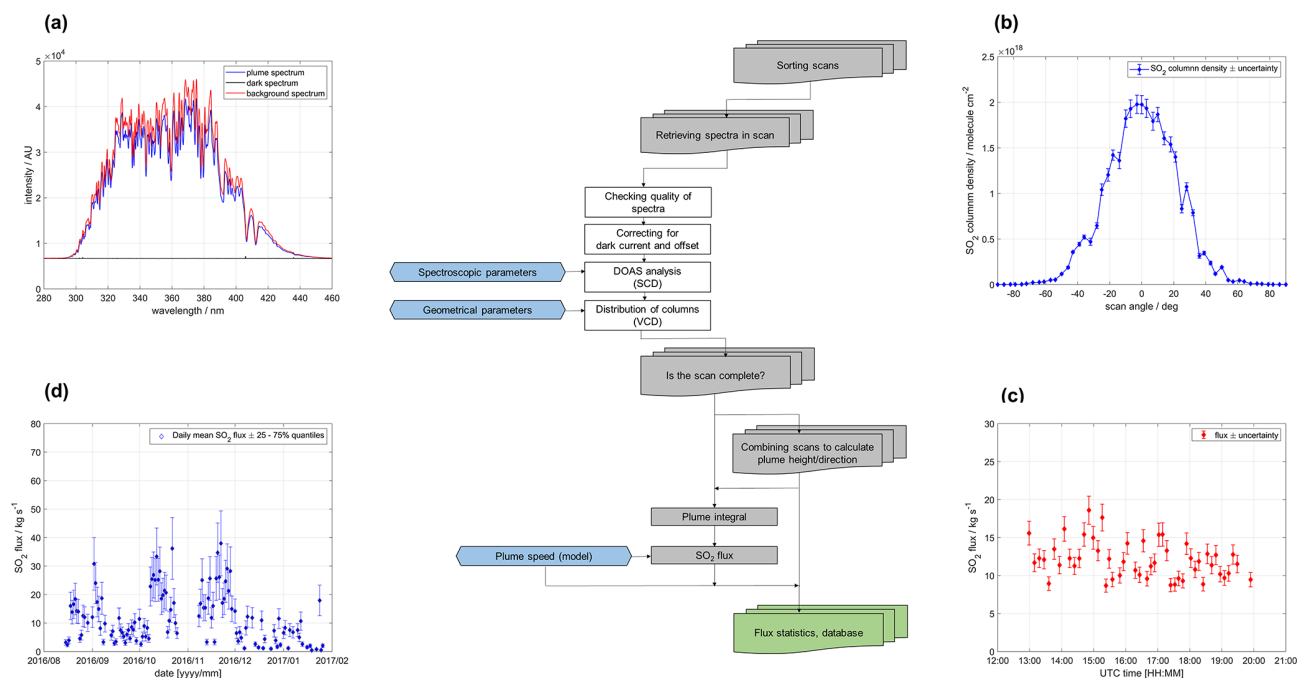 (a)
×10⁴
5
4
3
2
1
0
intensity / AU
plume spectrum
dark spectrum
background spectrum
280 300 320 340 360 380 400 420 440 460
wavelength / nm
Sorting scans
Retrieving spectra in scan
Checking quality of
spectra
Correcting for
dark current and offset
Spectroscopic parameters
DOAS analysis
(SCD)
Geometrical parameters
Distribution of columns
(VCD)
Is the scan complete?
Combining scans to calculate
plume height/direction
Plume integral
Plume speed (model)
SO₂ flux
Flux statistics, database
(b)
×10¹⁸
2.5
2
1.5
1
0.5
0
SO₂ columnn density / molecule cm⁻²
SO₂ columnn density ± uncertainty
-80 -60 -40 -20 0 20 40 60 80
scan angle / deg
(d)
80
70
60
50
40
30
20
10
0
SO₂ flux / kg s⁻¹
Daily mean SO₂ flux ± 25 - 75% quantiles
2016/08 2016/09 2016/10 2016/11 2016/12 2017/01 2017/02
date [yyyy/mm]
(c)
30
25
20
15
10
5
0
SO₂ flux / kg s⁻¹
flux ± uncertainty
12:00 13:00 14:00 15:00 16:00 17:00 18:00 19:00 20:00 21:00
UTC time [HH:MM]